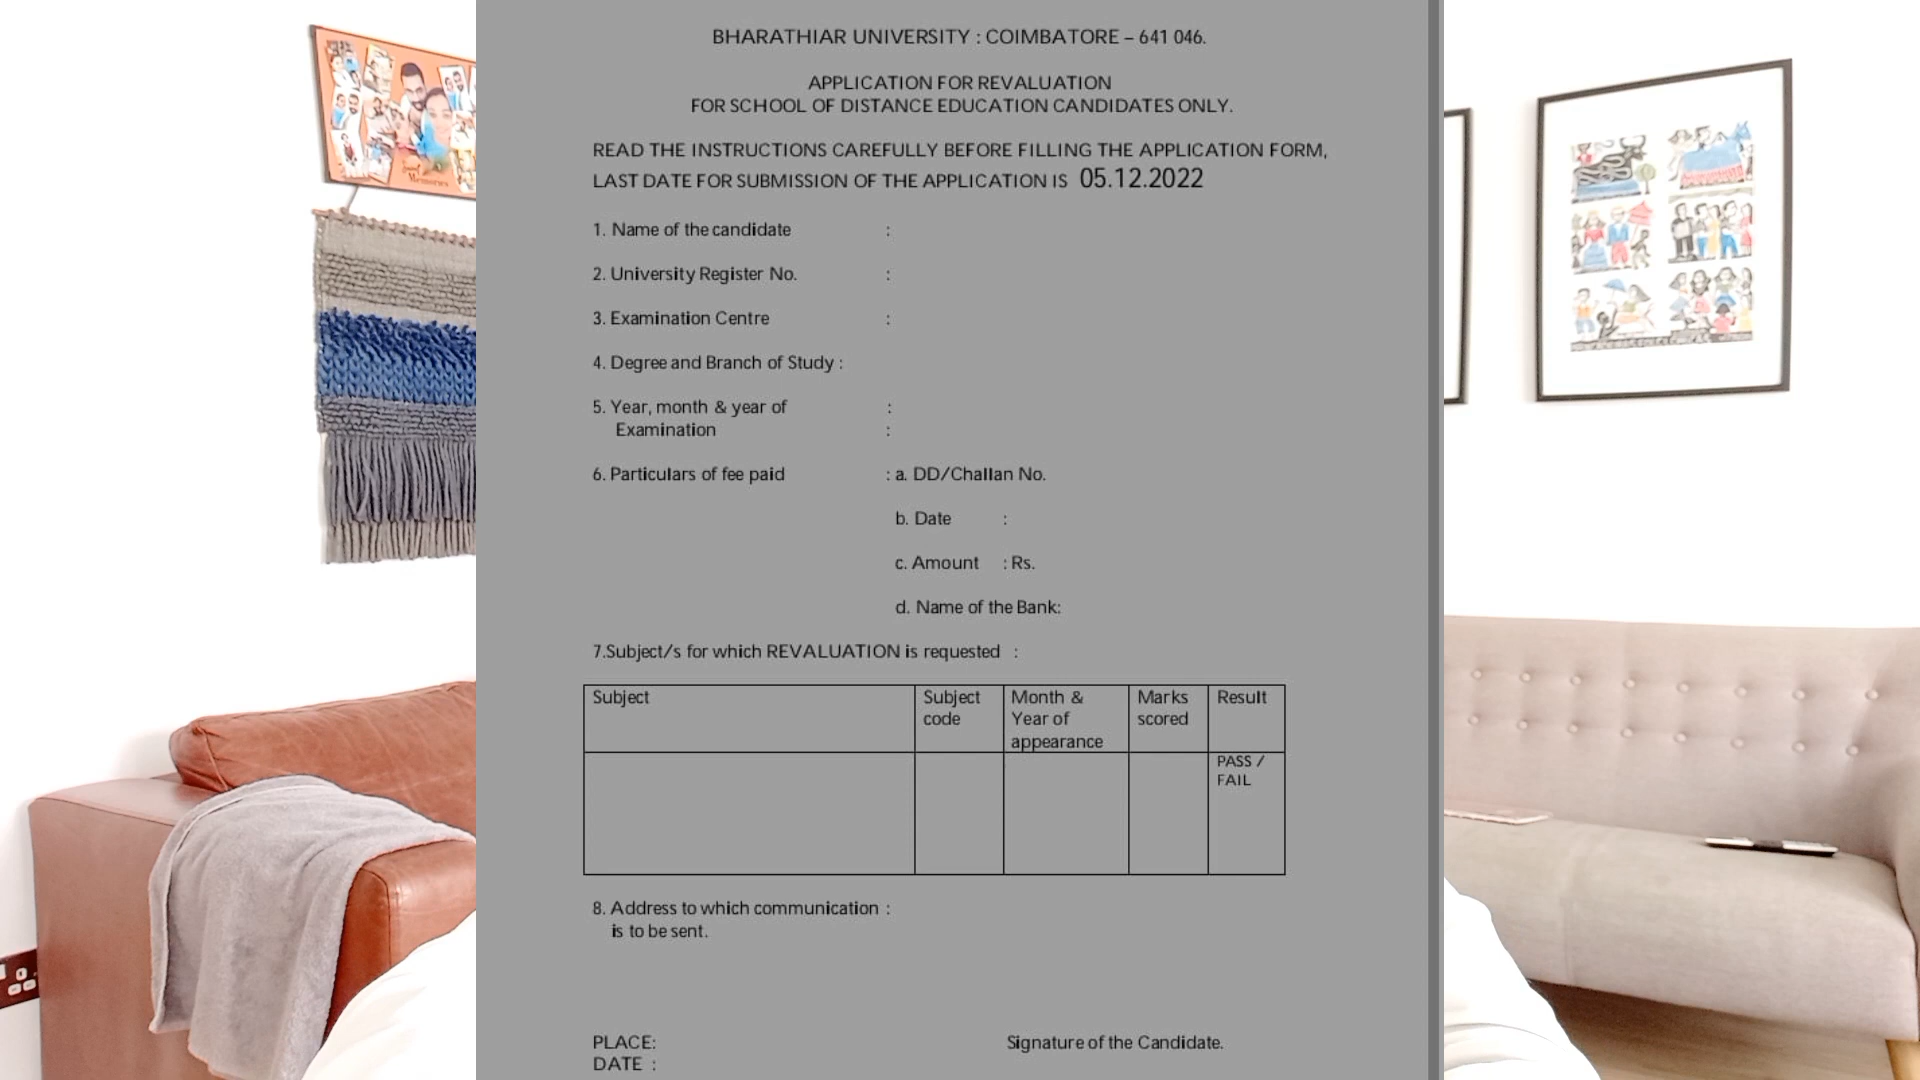 BHARATHIAR UNIVERSITY : COIMBATORE – 641 046.
APPLICATION FOR REVALUATION
FOR SCHOOL OF DISTANCE EDUCATION CANDIDATES ONLY.
READ THE INSTRUCTIONS CAREFULLY BEFORE FILLING THE APPLICATION FORM,
LAST DATE FOR SUBMISSION OF THE APPLICATION IS 05.12.2022
1. Name of the candidate :
2. University Register No. :
3. Examination Centre :
4. Degree and Branch of Study :
5. Year, month & year of :
Examination :
6. Particulars of fee paid : a. DD/Challan No.
b. Date :
c. Amount : Rs.
d. Name of the Bank:
7.Subject/s for which REVALUATION is requested :
Subject Subject code Month & Year of appearance Marks scored Result
PASS / FAIL
8. Address to which communication :
is to be sent.
PLACE: Signature of the Candidate.
DATE :
Memories